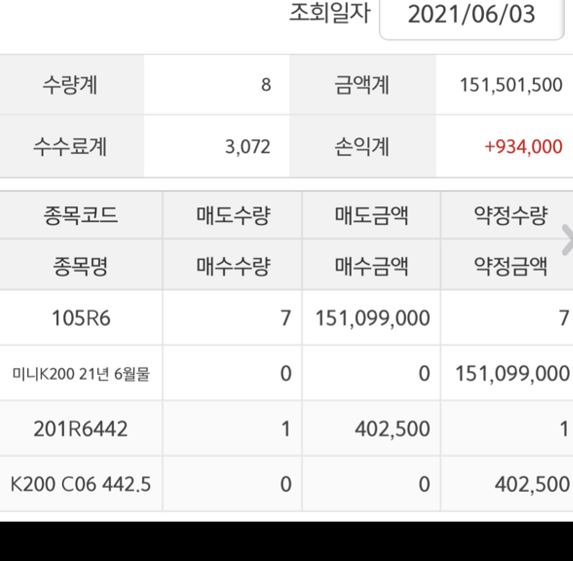 조회일자 2021/06/03
수량계 8 금액계 151,501,500
수수료계 3,072 손익계 +934,000
종목코드 매도수량 매도금액 약정수량
종목명 매수수량 매수금액 약정금액
105R6 7 151,099,000 7
미니K200 21년 6월물 0 0 151,099,000
201R6442 1 402,500 1
K200 C06 442.5 0 0 402,500